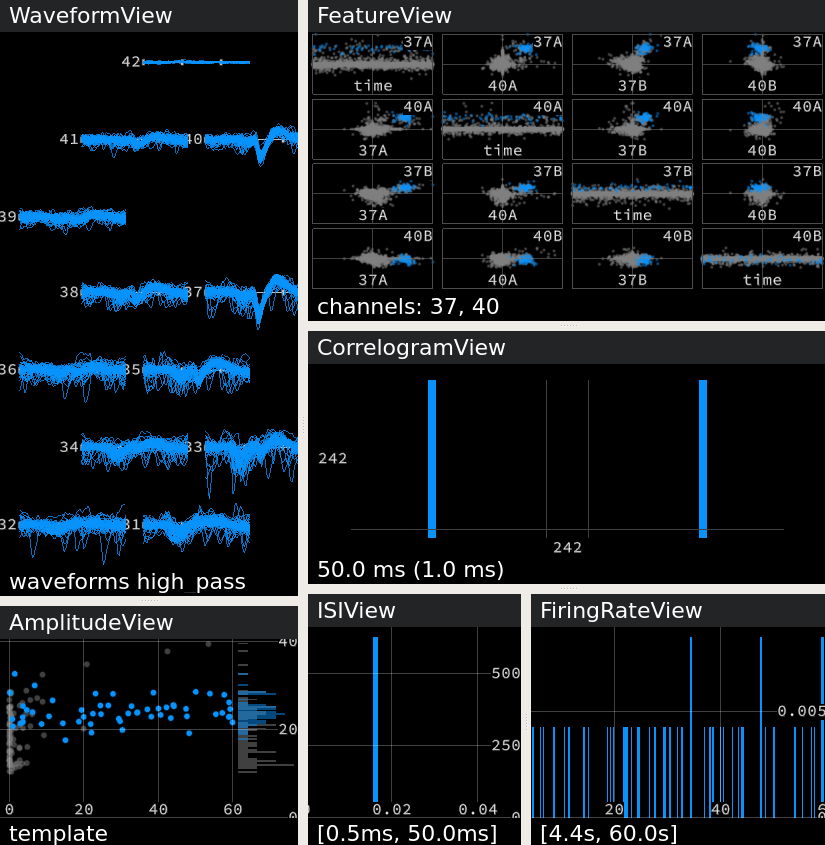 WaveformView
42
41 40
39
38 37
36 35
34 33
32 31
waveforms high_pass
FeatureView
37A 37A 37A 37A
time 40A 37B 40B
40A 40A 40A 40A
37A time 37B 40B
37B 37B 37B 37B
37A 40A time 40B
40B 40B 40B 40B
37A 40A 37B time
channels: 37, 40
CorrelogramView
242
242
50.0 ms (1.0 ms)
AmplitudeView
40
20
0 20 40 60
template
ISIView
500
250
0.02 0.04
[0.5ms, 50.0ms]
FiringRateView
0.005
20 40
[4.4s, 60.0s]